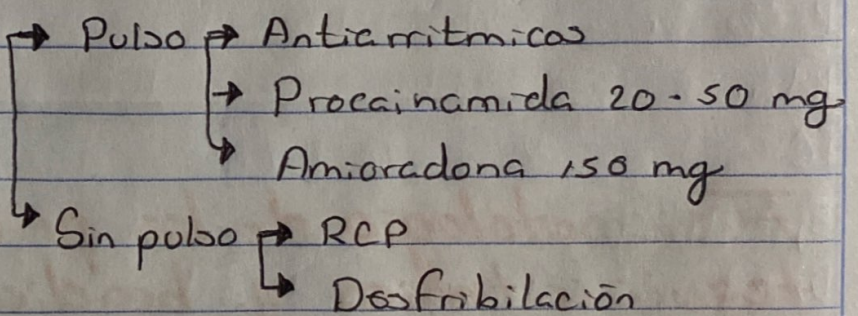 → Pulso → Antiarritmicos
→ Procainamida 20-50 mg
→ Amioradona 150 mg
→ Sin pulso → RCP
→ Desfribilación